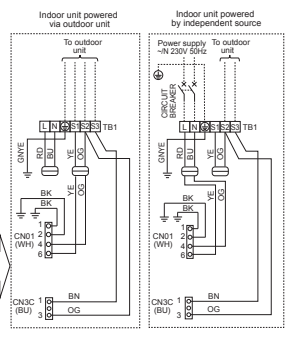 Indoor unit powered
via outdoor unit
To outdoor
unit
L N S1 S2 S3 TB1
GNYE
RD
BU
YE
OG
YE
OG
BK
BK
CN01
(WH)
1
2
4
6
CN3C
(BU)
1
3
BN
OG
Indoor unit powered
by independent source
Power supply
~/N 230V 50Hz
To outdoor
unit
CIRCUIT
BREAKER
L N S1 S2 S3 TB1
GNYE
RD
BU
YE
OG
YE
OG
BK
BK
CN01
(WH)
1
2
4
6
CN3C
(BU)
1
3
BN
OG